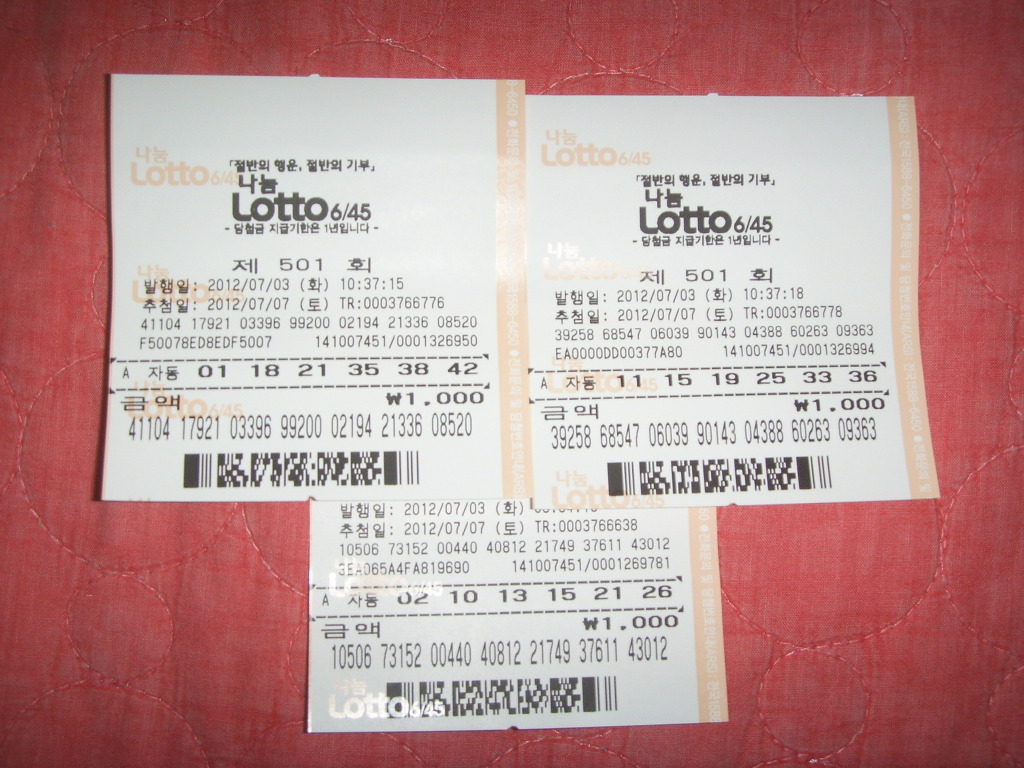 나눔
Lotto 6/45
「절반의 행운, 절반의 기부」
나눔
Lotto 6/45
- 당첨금 지급기한은 1년입니다 -
제 501 회
발행일: 2012/07/03 (화) 10:37:15
추첨일: 2012/07/07 (토) TR:0003766776
41104 17921 03396 99200 02194 21336 08520
F50078ED8EDF5007 141007451/0001326950
A 자동 01 18 21 35 38 42
금액 ₩1,000
41104 17921 03396 99200 02194 21336 08520
나눔
Lotto 6/45
「절반의 행운, 절반의 기부」
나눔
Lotto 6/45
- 당첨금 지급기한은 1년입니다 -
제 501 회
발행일: 2012/07/03 (화) 10:37:18
추첨일: 2012/07/07 (토) TR:0003766778
39258 68547 06039 90143 04388 60263 09363
EA0000DD00377A80 141007451/0001326994
A 자동 11 15 19 25 33 36
금액 ₩1,000
39258 68547 06039 90143 04388 60263 09363
나눔
Lotto 6/45
발행일: 2012/07/03 (화)
추첨일: 2012/07/07 (토) TR:0003766638
10506 73152 00440 40812 21749 37611 43012
3EA065A4FA819690 141007451/0001269781
A 자동 02 10 13 15 21 26
금액 ₩1,000
10506 73152 00440 40812 21749 37611 43012
나눔
Lotto 6/45